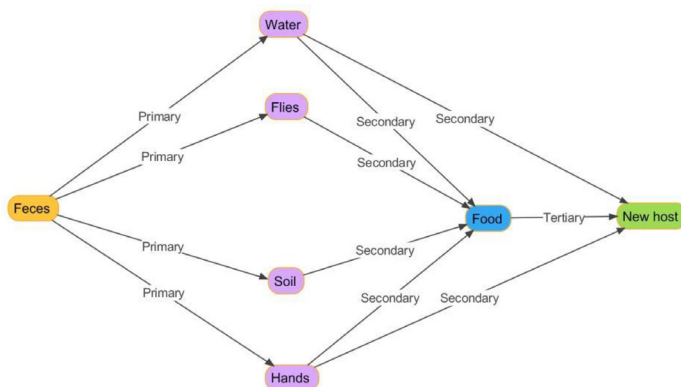 Water
Flies
Primary
Secondary
Secondary
Primary
Secondary
Feces
Food
Tertiary
New host
Primary
Secondary
Soil
Primary
Secondary
Secondary
Hands